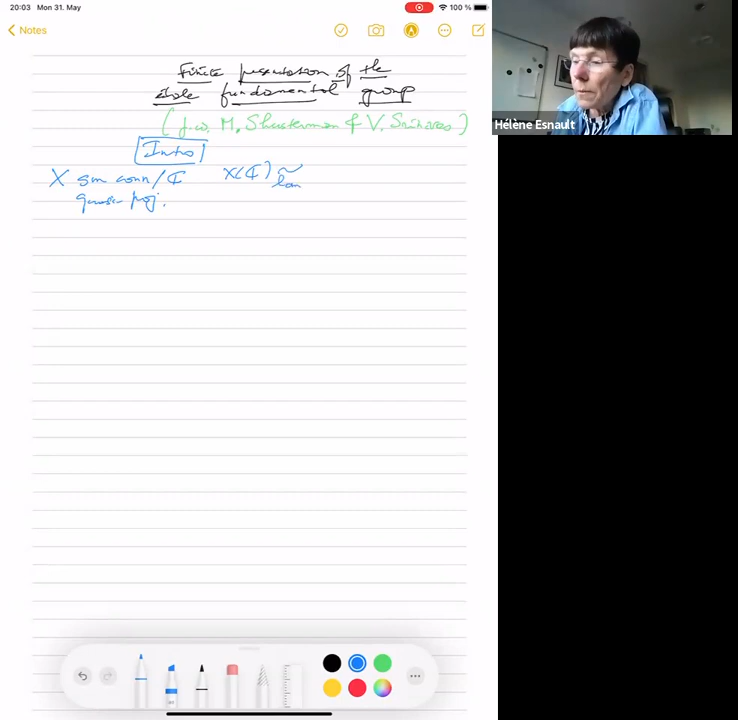 20:03 Mon 31. May
100 %
Notes
Finite presentation of the
étale fundamental group
(j.w. M. Shusterman & V. Srinivas)
Intro
X sm conn/ℂ X(ℂ) ≃
quasi proj.
Hélène Esnault